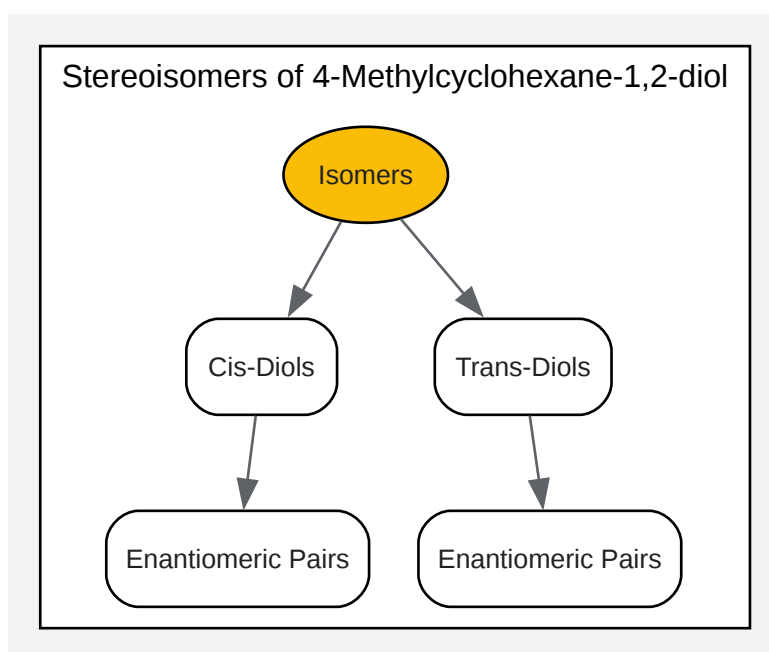 Stereoisomers of 4-Methylcyclohexane-1,2-diol
Isomers
Cis-Diols
Trans-Diols
Enantiomeric Pairs
Enantiomeric Pairs